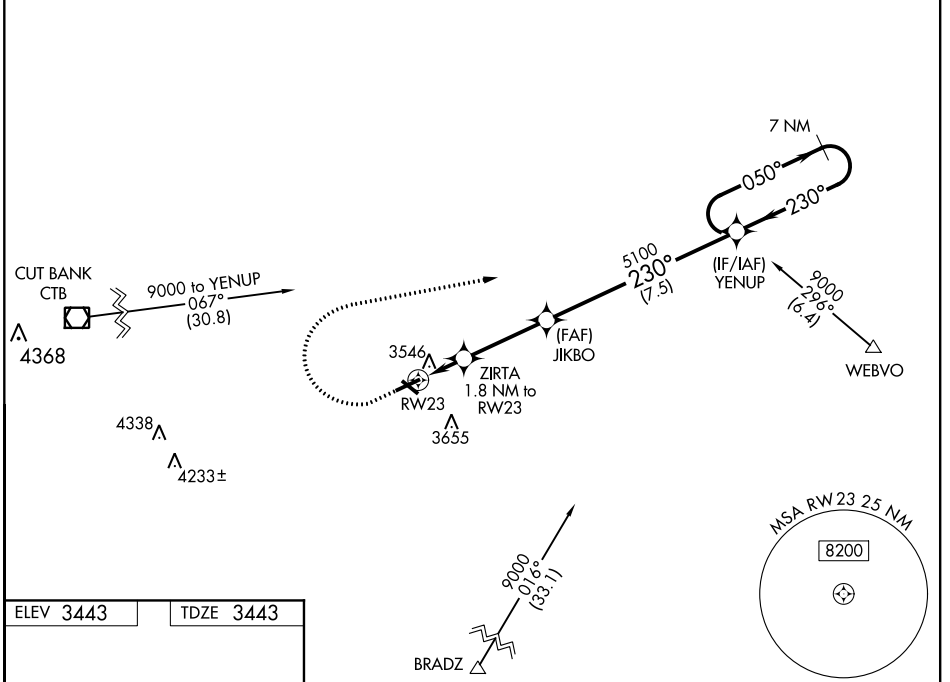 7 NM
050°
230°
(IF/IAF)
YENUP
5100
230°
(7.5)
9000
296°
(6.4)
WEBVO
CUT BANK
CTB
9000 to YENUP
067°
(30.8)
4368
(FAF)
JIKBO
3546
ZIRTA
1.8 NM to
RW23
RW23
3655
4338
4233±
MSA RW23 25 NM
8200
9000
016°
(33.1)
BRADZ
ELEV 3443
TDZE 3443